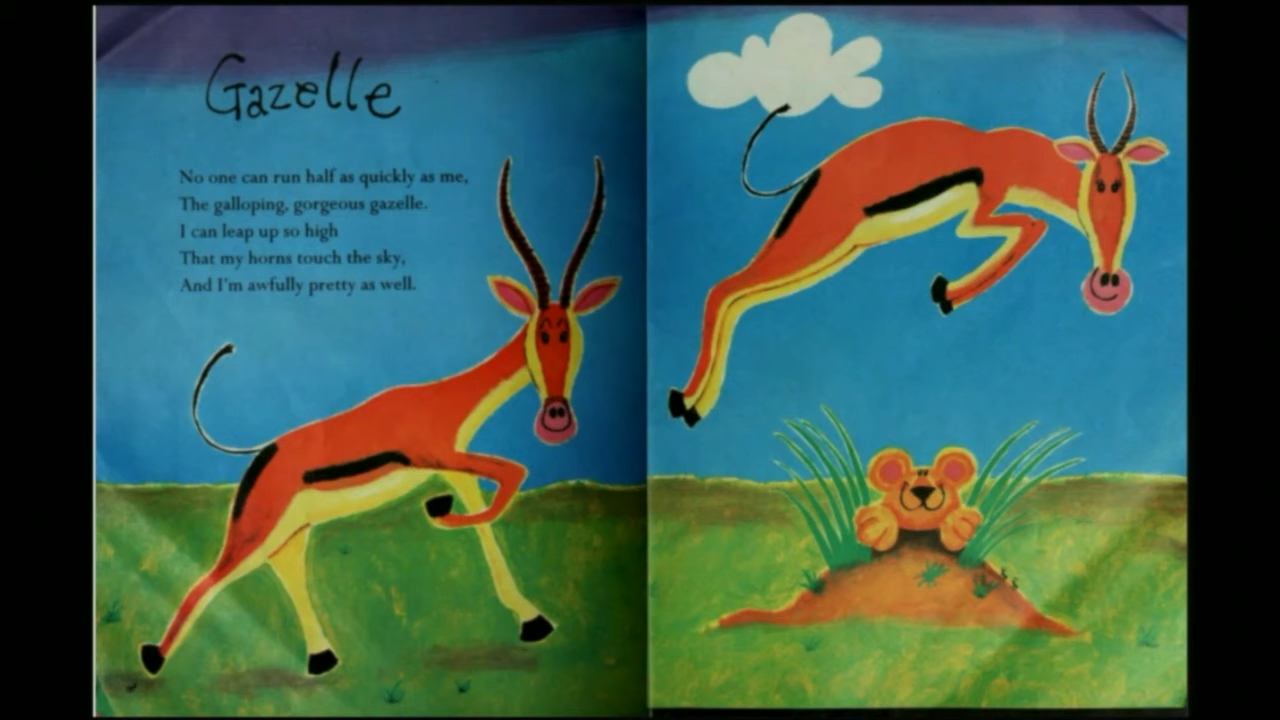 Gazelle
No one can run half as quickly as me,
The galloping, gorgeous gazelle.
I can leap up so high
That my horns touch the sky,
And I'm awfully pretty as well.